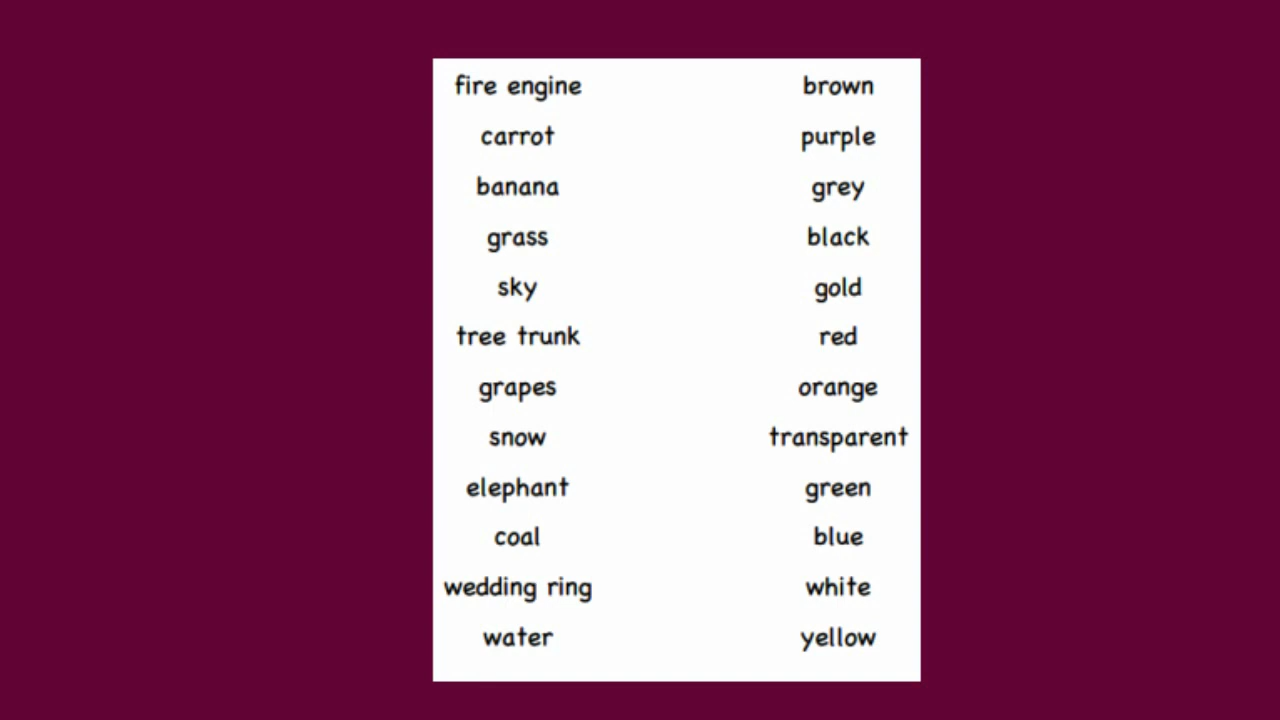 fire engine brown
carrot purple
banana grey
grass black
sky gold
tree trunk red
grapes orange
snow transparent
elephant green
coal blue
wedding ring white
water yellow